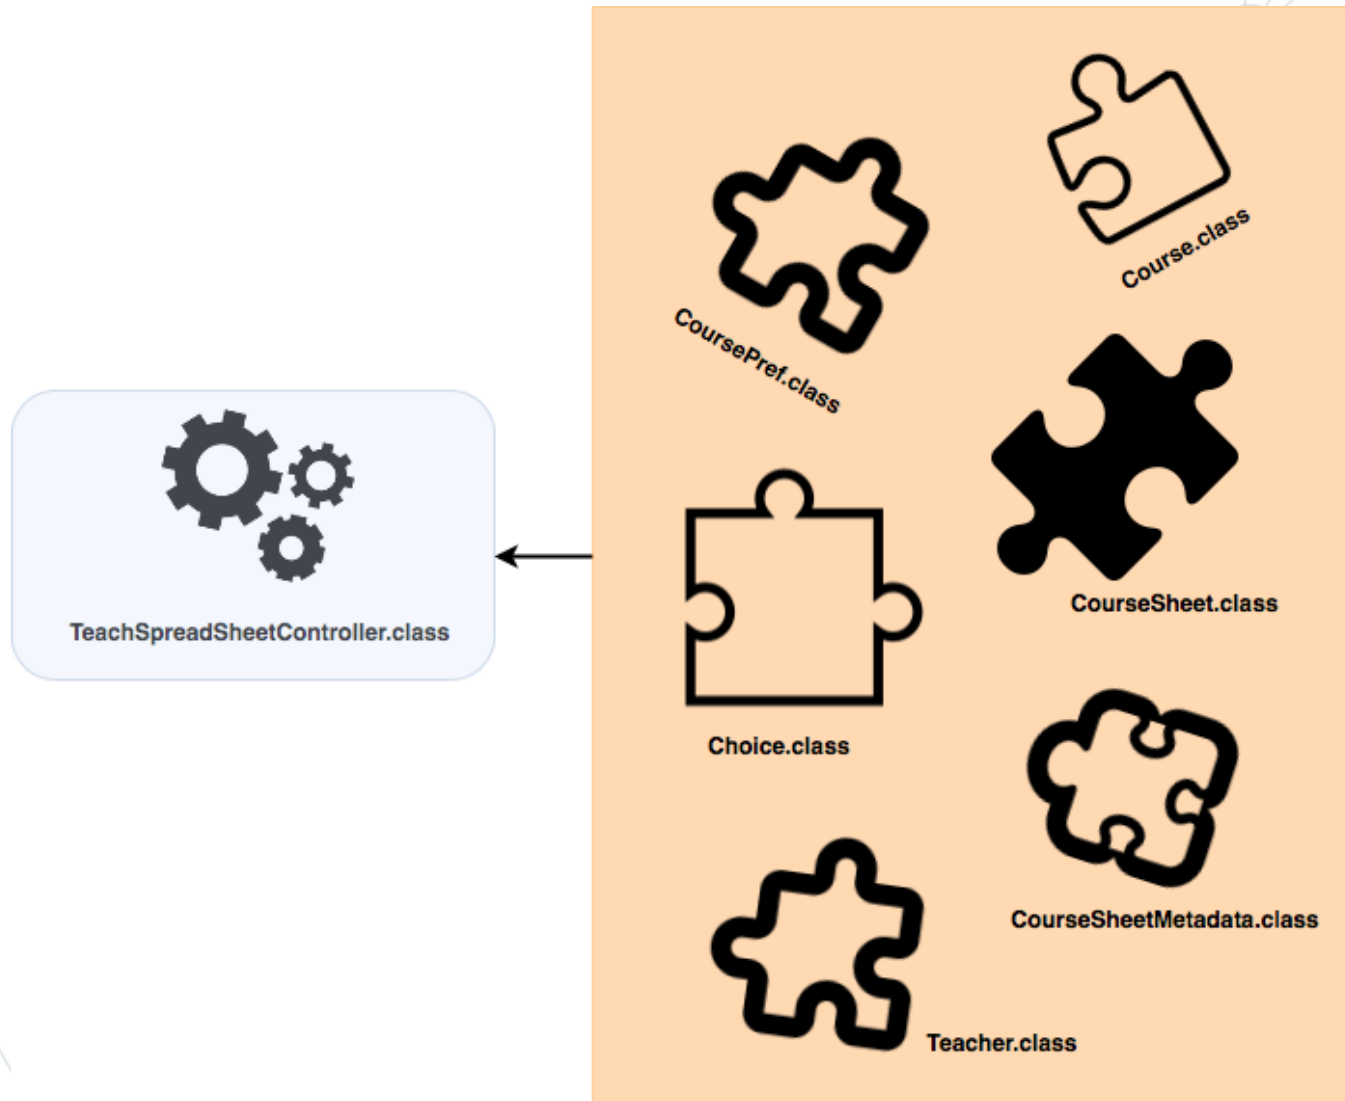 Course.class
CoursePref.class
CourseSheet.class
TeachSpreadSheetController.class
Choice.class
CourseSheetMetadata.class
Teacher.class